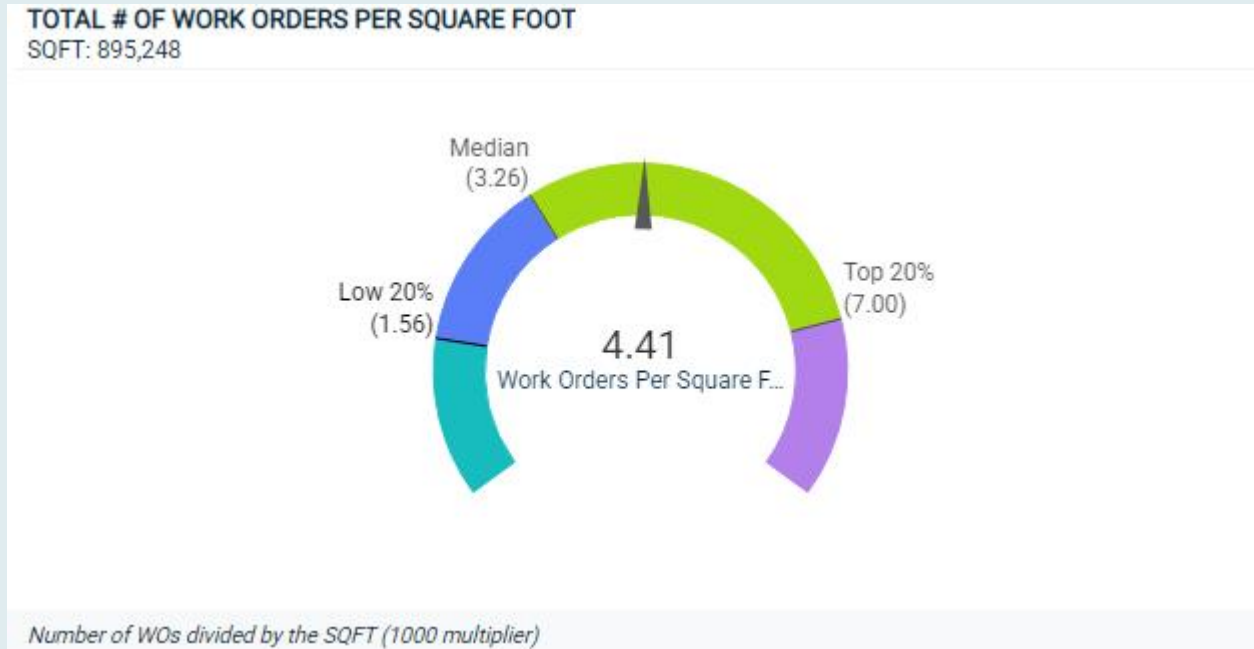 TOTAL # OF WORK ORDERS PER SQUARE FOOT
SQFT: 895,248
Median
(3.26)
Low 20%
(1.56)
Top 20%
(7.00)
4.41
Work Orders Per Square F...
Number of WOs divided by the SQFT (1000 multiplier)